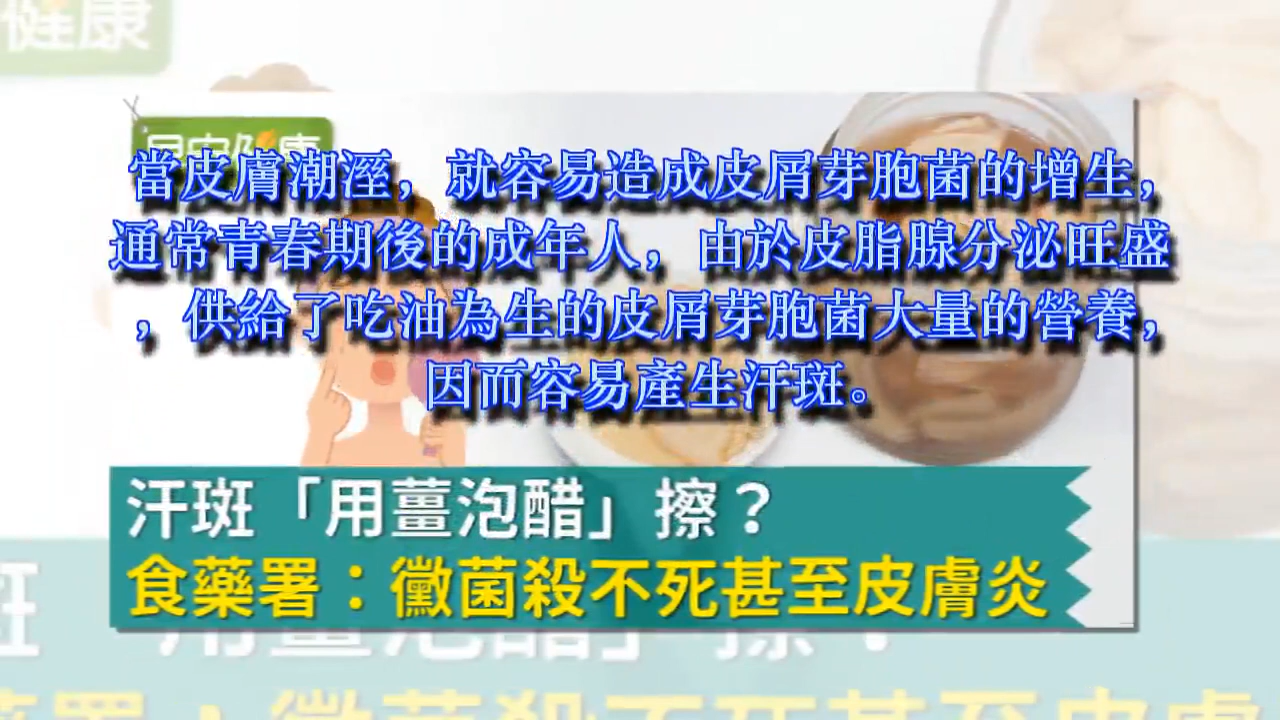 健康
當皮膚潮溼，就容易造成皮屑芽胞菌的增生，
通常青春期後的成年人，由於皮脂腺分泌旺盛
，供給了吃油為生的皮屑芽胞菌大量的營養，
因而容易產生汗斑。
汗斑「用薑泡醋」擦？
食藥署：黴菌殺不死甚至皮膚炎